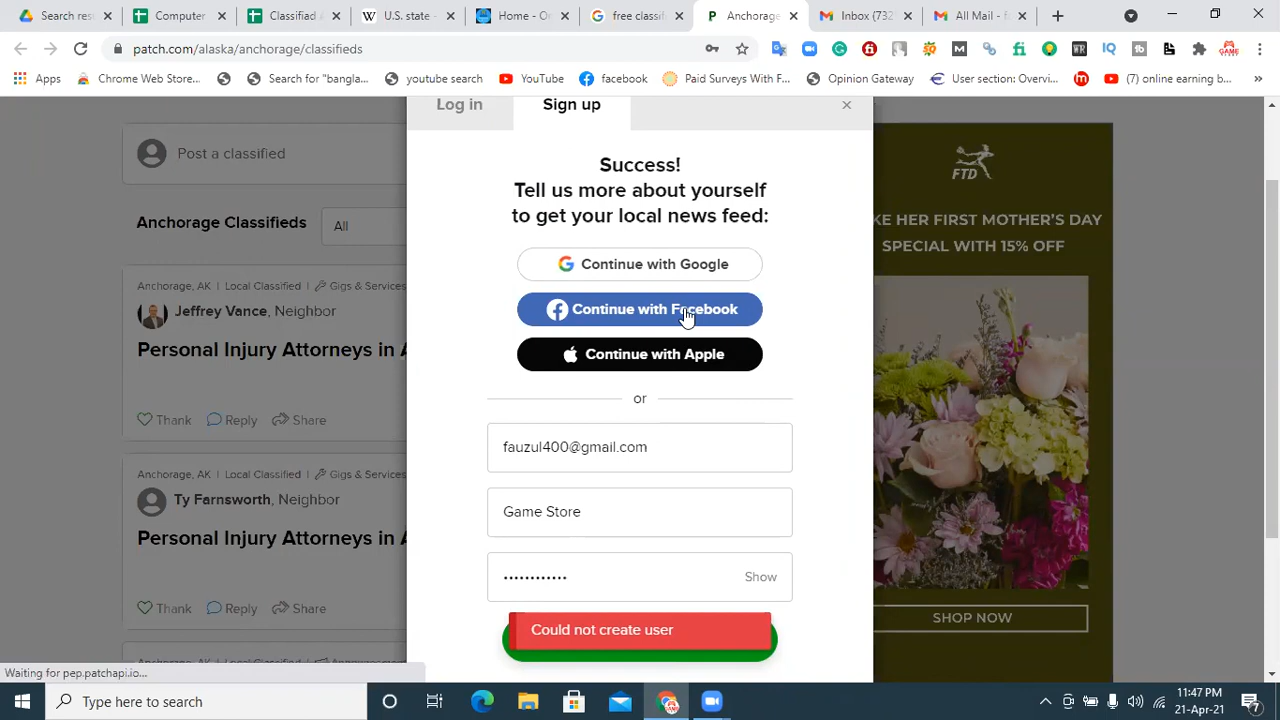 Search res
Computer
Classifiad
U.S. state -
Home - O
free classif
Anchorage
Inbox (732
All Mail - f
patch.com/alaska/anchorage/classifieds
Apps
Chrome Web Store...
Search for "bangla...
youtube search
YouTube
facebook
Paid Surveys With F...
Opinion Gateway
User section: Overvi...
(7) online earning b...
»
Log in
Sign up
×
Post a classified
Success!
Tell us more about yourself
to get your local news feed:
Anchorage Classifieds
All
Continue with Google
Continue with Facebook
Continue with Apple
or
fauzul400@gmail.com
Game Store
••••••••••••
Show
Could not create user
Anchorage, AK | Local Classified | Gigs & Services
Jeffrey Vance, Neighbor
Personal Injury Attorneys in A
Thank
Reply
Share
Anchorage, AK | Local Classified | Gigs & Services
Ty Farnsworth, Neighbor
Personal Injury Attorneys in A
Thank
Reply
Share
FTD
KE HER FIRST MOTHER'S DAY
SPECIAL WITH 15% OFF
SHOP NOW
Waiting for pep.patchapi.io...
Type here to search
11:47 PM
21-Apr-21
7